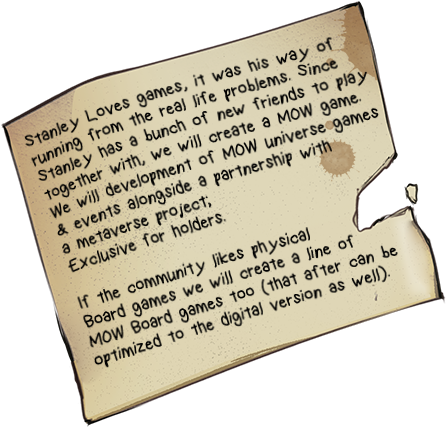 Stanley Loves games, it was his way of
running from the real life problems. Since
Stanley has a bunch of new friends to play
together with, we will create a MOW game.
We will development of MOW universe games
& events alongside a partnership with
a metaverse project;
Exclusive for holders.
If the community likes physical
Board games we will create a line of
MOW Board games too (that after can be
optimized to the digital version as well).